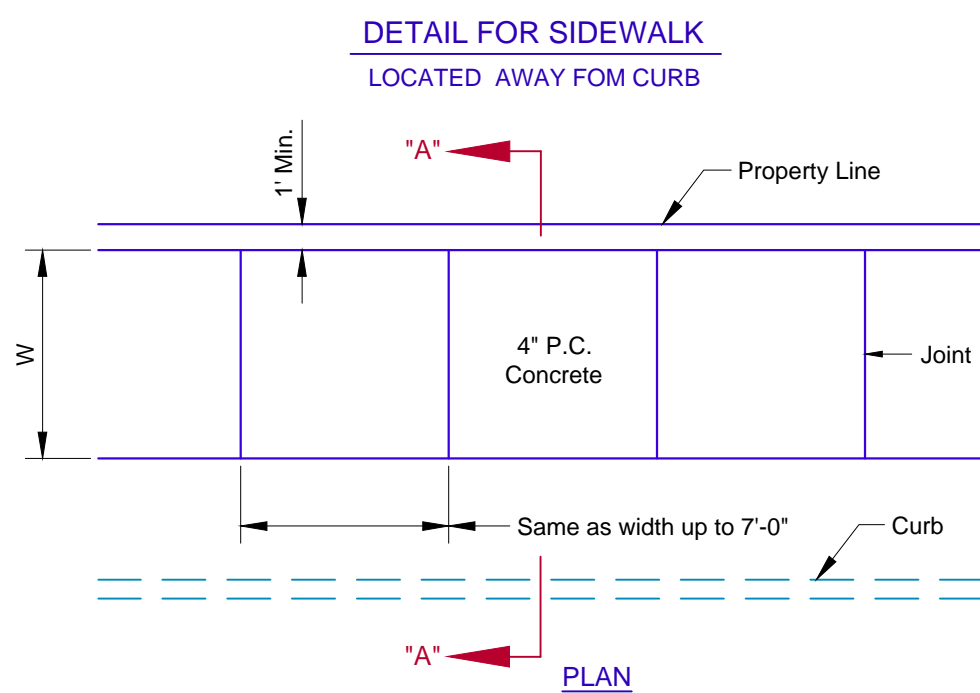 DETAIL FOR SIDEWALK
LOCATED AWAY FOM CURB
"A"
1' Min.
Property Line
W
4" P.C.
Concrete
Joint
Same as width up to 7'-0"
Curb
"A"
PLAN